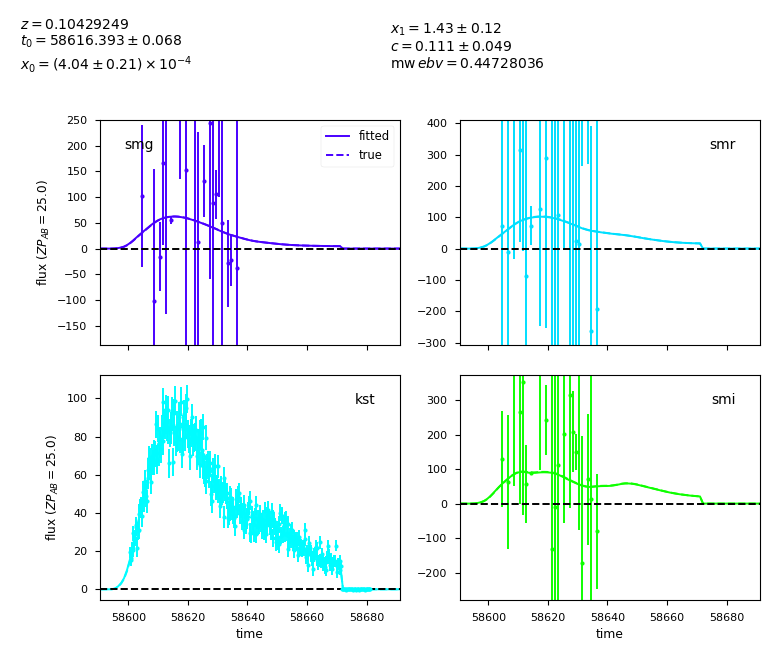 z = 0.10429249
t₀ = 58616.393 ± 0.068
x₀ = (4.04 ± 0.21) × 10⁻⁴
x₁ = 1.43 ± 0.12
c = 0.111 ± 0.049
mw ebv = 0.44728036
smg
fitted
true
250
200
150
100
50
0
−50
−100
−150
flux (ZP_AB = 25.0)
smr
400
300
200
100
0
−100
−200
−300
kst
100
80
60
40
20
0
flux (ZP_AB = 25.0)
58600 58620 58640 58660 58680
time
smi
300
200
100
0
−100
−200
58600 58620 58640 58660 58680
time